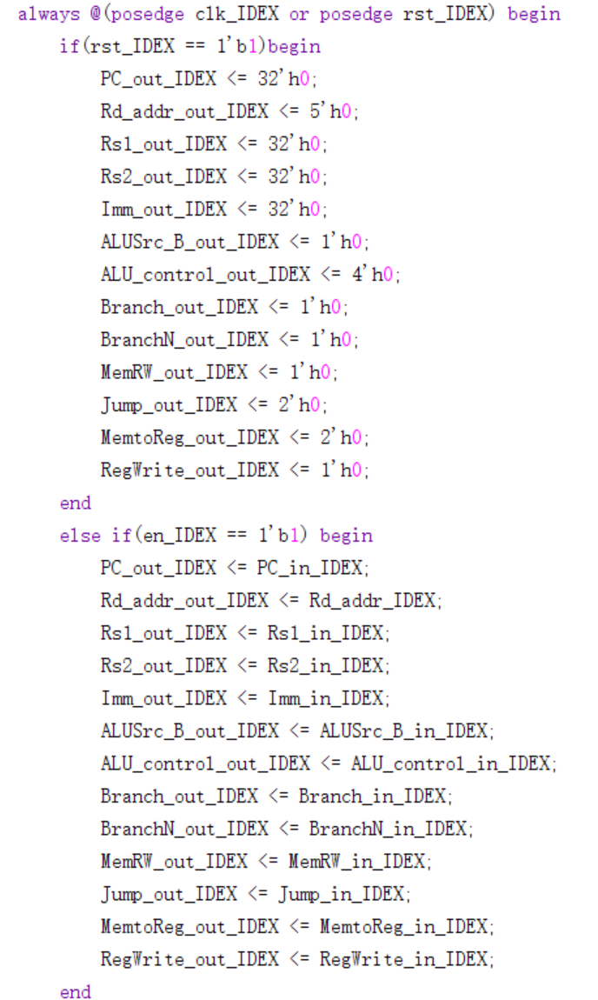 always @(posedge clk_IDEX or posedge rst_IDEX) begin
if(rst_IDEX == 1'b1)begin
PC_out_IDEX <= 32'h0;
Rd_addr_out_IDEX <= 5'h0;
Rs1_out_IDEX <= 32'h0;
Rs2_out_IDEX <= 32'h0;
Imm_out_IDEX <= 32'h0;
ALUSrc_B_out_IDEX <= 1'h0;
ALU_control_out_IDEX <= 4'h0;
Branch_out_IDEX <= 1'h0;
BranchN_out_IDEX <= 1'h0;
MemRW_out_IDEX <= 1'h0;
Jump_out_IDEX <= 2'h0;
MemtoReg_out_IDEX <= 2'h0;
RegWrite_out_IDEX <= 1'h0;
end
else if(en_IDEX == 1'b1) begin
PC_out_IDEX <= PC_in_IDEX;
Rd_addr_out_IDEX <= Rd_addr_IDEX;
Rs1_out_IDEX <= Rs1_in_IDEX;
Rs2_out_IDEX <= Rs2_in_IDEX;
Imm_out_IDEX <= Imm_in_IDEX;
ALUSrc_B_out_IDEX <= ALUSrc_B_in_IDEX;
ALU_control_out_IDEX <= ALU_control_in_IDEX;
Branch_out_IDEX <= Branch_in_IDEX;
BranchN_out_IDEX <= BranchN_in_IDEX;
MemRW_out_IDEX <= MemRW_in_IDEX;
Jump_out_IDEX <= Jump_in_IDEX;
MemtoReg_out_IDEX <= MemtoReg_in_IDEX;
RegWrite_out_IDEX <= RegWrite_in_IDEX;
end